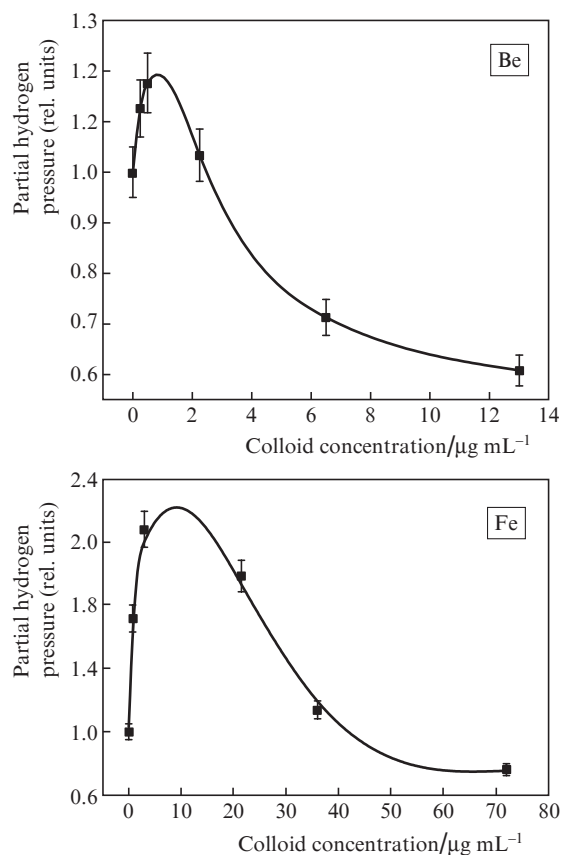 Partial hydrogen
pressure (rel. units)
1.3
1.2
1.2
1.0
0.9
0.8
0.7
0.6
Be
0 2 4 6 8 10 12 14
Colloid concentration/μg mL⁻¹
Partial hydrogen
pressure (rel. units)
2.4
2.0
1.8
1.4
1.0
0.6
Fe
0 10 20 30 40 50 60 70 80
Colloid concentration/μg mL⁻¹